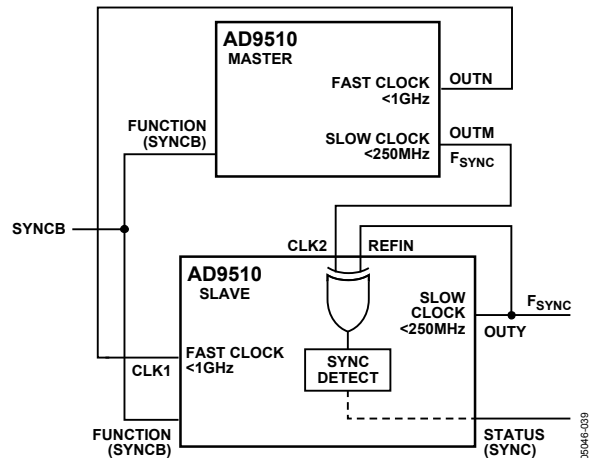 AD9510
MASTER
FAST CLOCK
<1GHz
OUTN
FUNCTION
(SYNCB)
SLOW CLOCK
<250MHz
OUTM
FSYNC
SYNCB
CLK2
REFIN
AD9510
SLAVE
SLOW
CLOCK
<250MHz
FSYNC
OUTY
FAST CLOCK
<1GHz
CLK1
SYNC
DETECT
FUNCTION
(SYNCB)
STATUS
(SYNC)
05046-039